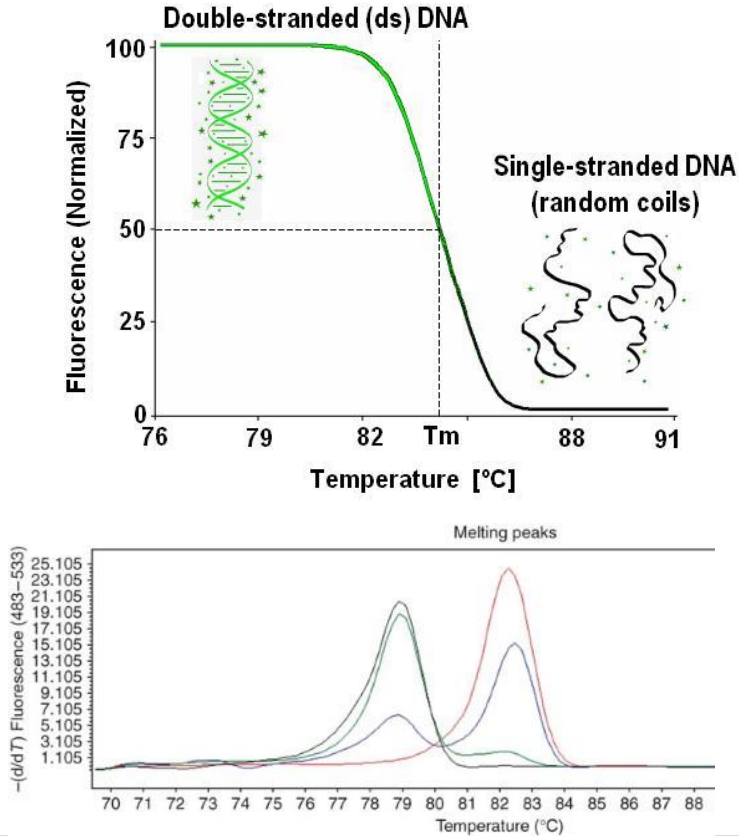 Double-stranded (ds) DNA
100
75
50
25
0
Fluorescence (Normalized)
Single-stranded DNA
(random coils)
76 79 82 Tm 88 91
Temperature [°C]
Melting peaks
25.105
23.105
21.105
19.105
17.105
15.105
13.105
11.105
9.105
7.105
5.105
3.105
1.105
−(d/dT) Fluorescence (483–533)
70 71 72 73 74 75 76 77 78 79 80 81 82 83 84 85 86 87 88
Temperature (°C)